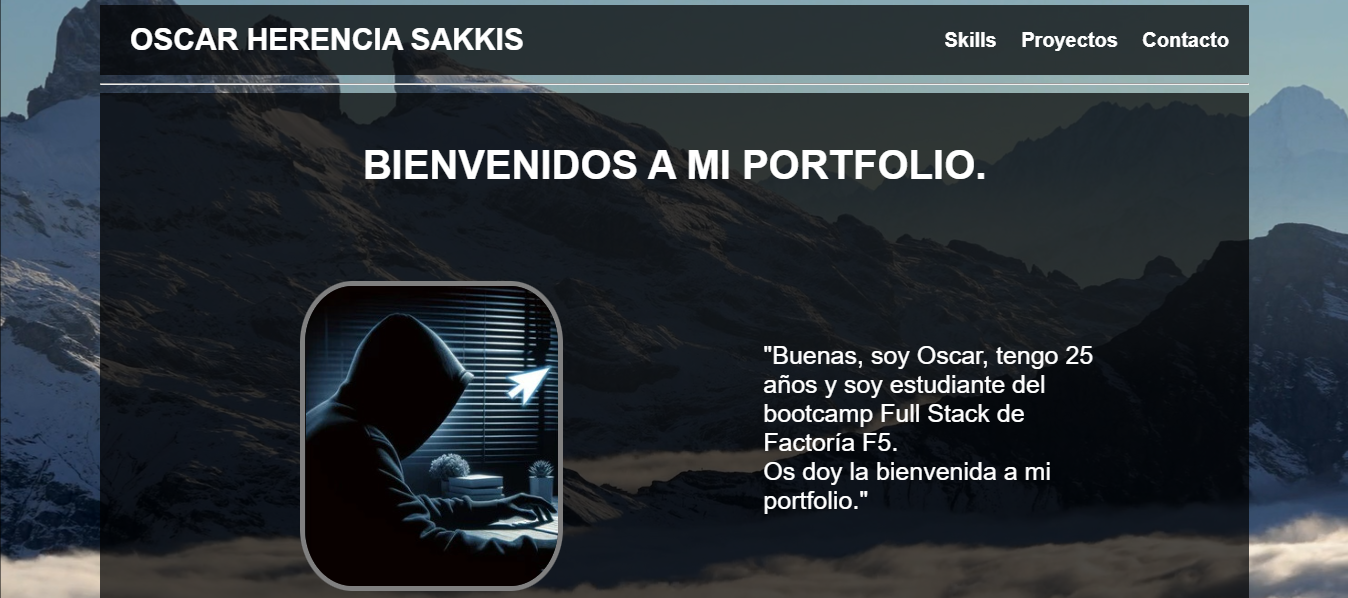 OSCAR HERENCIA SAKKIS
Skills Proyectos Contacto
BIENVENIDOS A MI PORTFOLIO.
"Buenas, soy Oscar, tengo 25
años y soy estudiante del
bootcamp Full Stack de
Factoría F5.
Os doy la bienvenida a mi
portfolio."